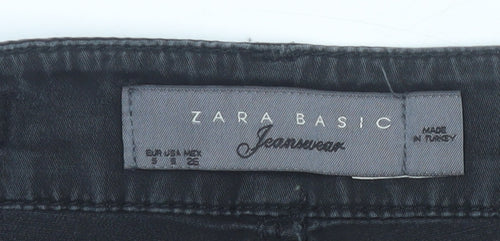 ZARA BASIC
Jeanswear
EUR USA MEX
S S 26
MADE
IN TURKEY